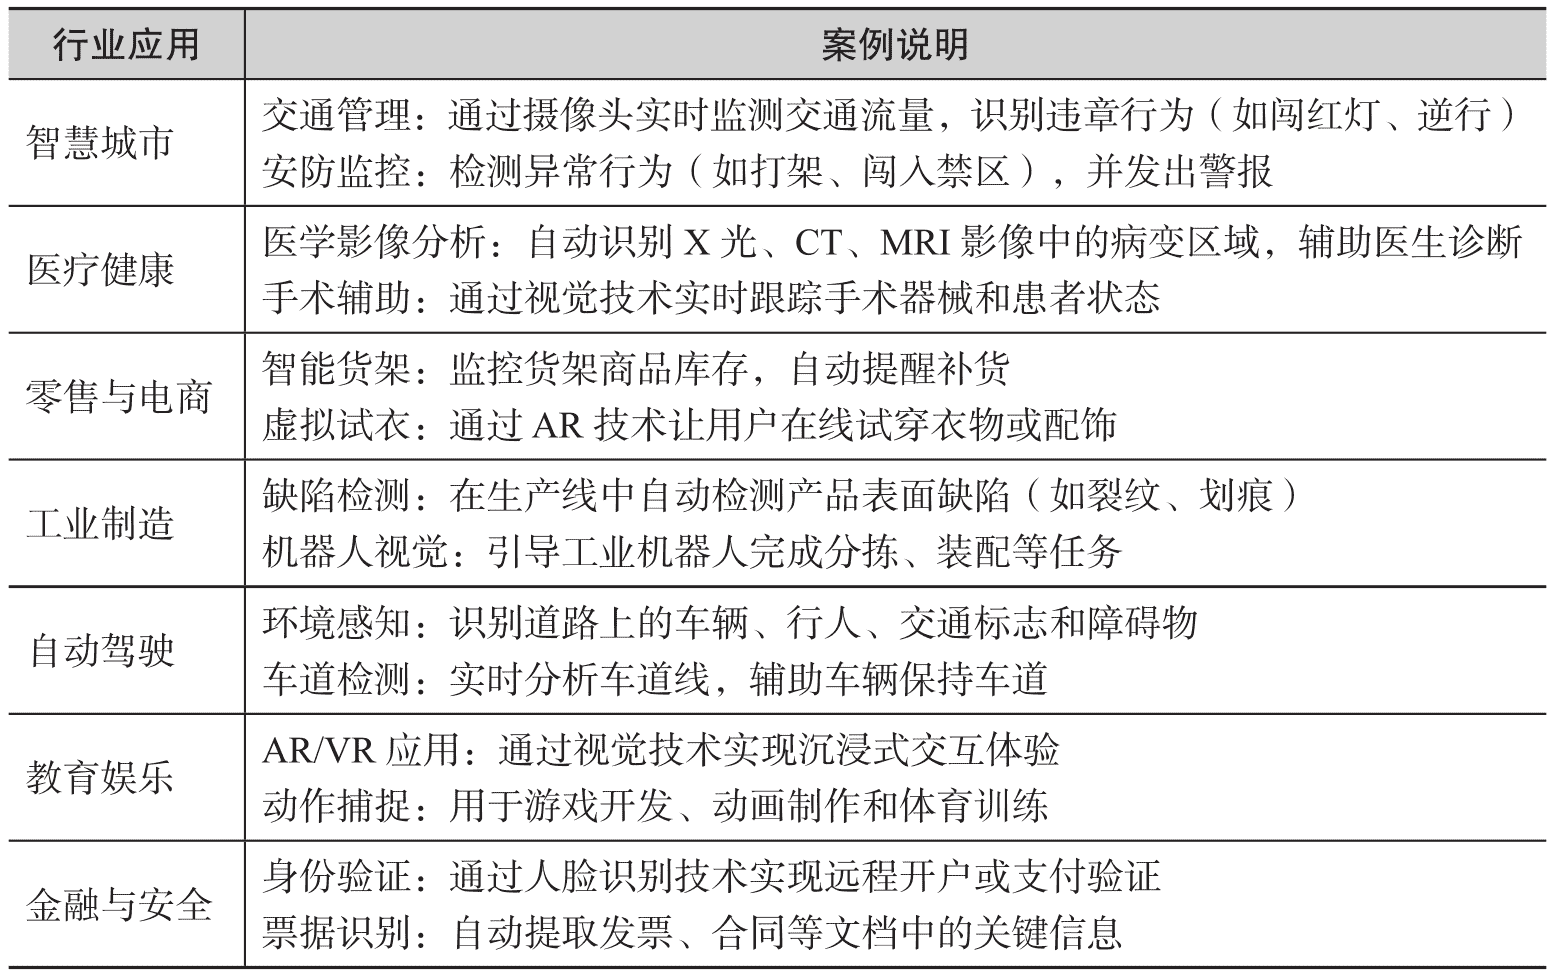 行业应用 案例说明
智慧城市
交通管理：通过摄像头实时监测交通流量，识别违章行为（如闯红灯、逆行）
安防监控：检测异常行为（如打架、闯入禁区），并发出警报
医疗健康
医学影像分析：自动识别 X 光、CT、MRI 影像中的病变区域，辅助医生诊断
手术辅助：通过视觉技术实时跟踪手术器械和患者状态
零售与电商
智能货架：监控货架商品库存，自动提醒补货
虚拟试衣：通过 AR 技术让用户在线试穿衣物或配饰
工业制造
缺陷检测：在生产线中自动检测产品表面缺陷（如裂纹、划痕）
机器人视觉：引导工业机器人完成分拣、装配等任务
自动驾驶
环境感知：识别道路上的车辆、行人、交通标志和障碍物
车道检测：实时分析车道线，辅助车辆保持车道
教育娱乐
AR/VR 应用：通过视觉技术实现沉浸式交互体验
动作捕捉：用于游戏开发、动画制作和体育训练
金融与安全
身份验证：通过人脸识别技术实现远程开户或支付验证
票据识别：自动提取发票、合同等文档中的关键信息